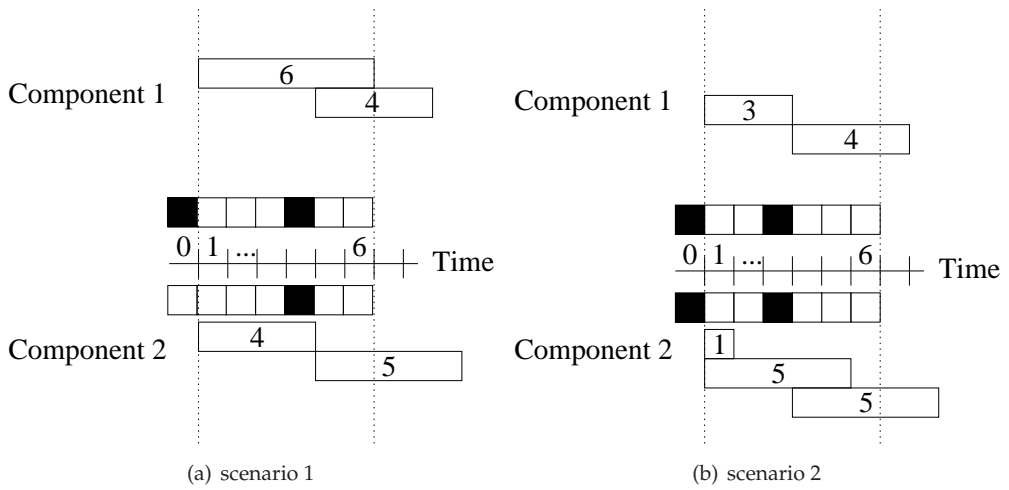 6
Component 1
4
0 1 ... 6
Time
4
Component 2
5
(a) scenario 1
3
Component 1
4
0 1 ... 6
Time
1
Component 2
5
5
(b) scenario 2